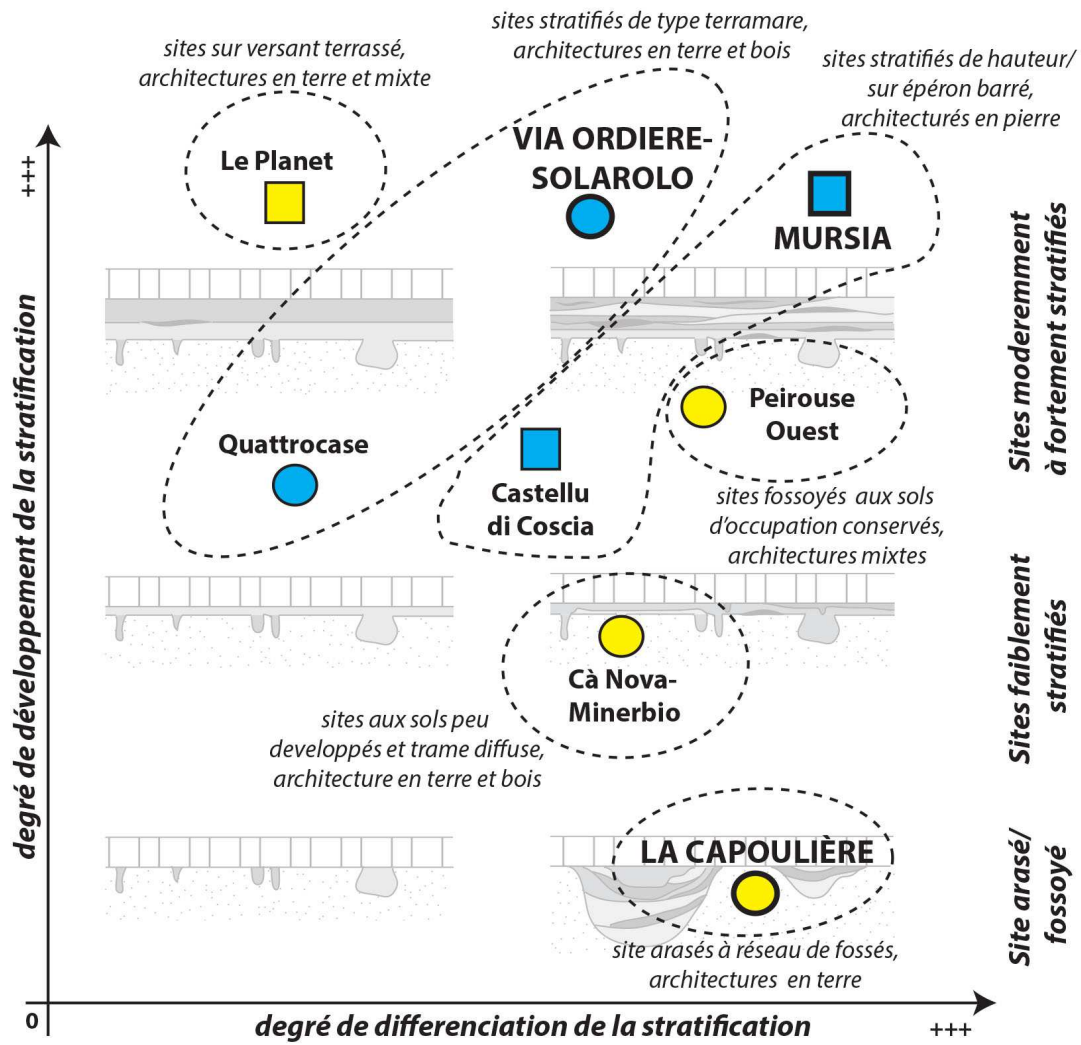 sites sur versant terrassé,
architectures en terre et mixte
sites stratifiés de type terramare,
architectures en terre et bois
sites stratifiés de hauteur/
sur épéron barré,
architecturés en pierre
+++
Le Planet
VIA ORDIERE-
SOLAROLO
MURSIA
degré de développement de la stratification
Sites moderemment
à fortement stratifiés
Peirouse
Ouest
Quattrocase
Castellu
di Coscia
sites fossoyés aux sols
d’occupation conservés,
architectures mixtes
Sites faiblement
stratifiés
Cà Nova-
Minerbio
sites aux sols peu
developpés et trame diffuse,
architecture en terre et bois
LA CAPOULIÈRE
Site arasé/
fossoyé
site arasés à réseau de fossés,
architectures en terre
0
degré de differenciation de la stratification
+++